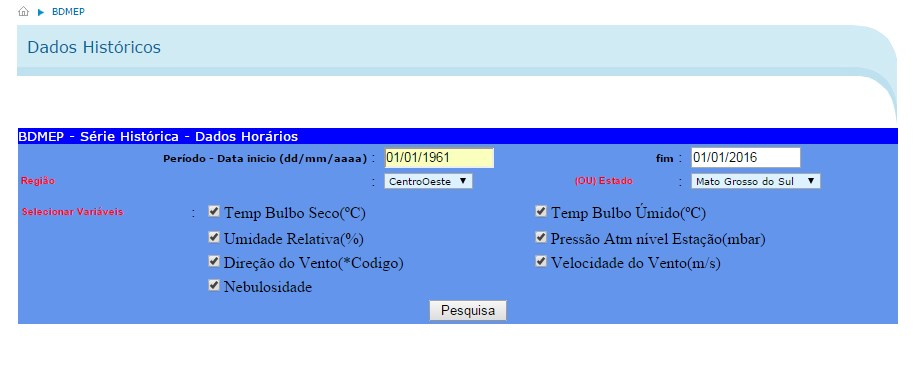 BDMEP
Dados Históricos
BDMEP - Série Histórica - Dados Horários
Período - Data inicio (dd/mm/aaaa) : 01/01/1961 fim : 01/01/2016
Região : CentroOeste (OU) Estado : Mato Grosso do Sul
Selecionar Variáveis : Temp Bulbo Seco(ºC) Temp Bulbo Úmido(ºC)
Umidade Relativa(%) Pressão Atm nível Estação(mbar)
Direção do Vento(*Codigo) Velocidade do Vento(m/s)
Nebulosidade
Pesquisa